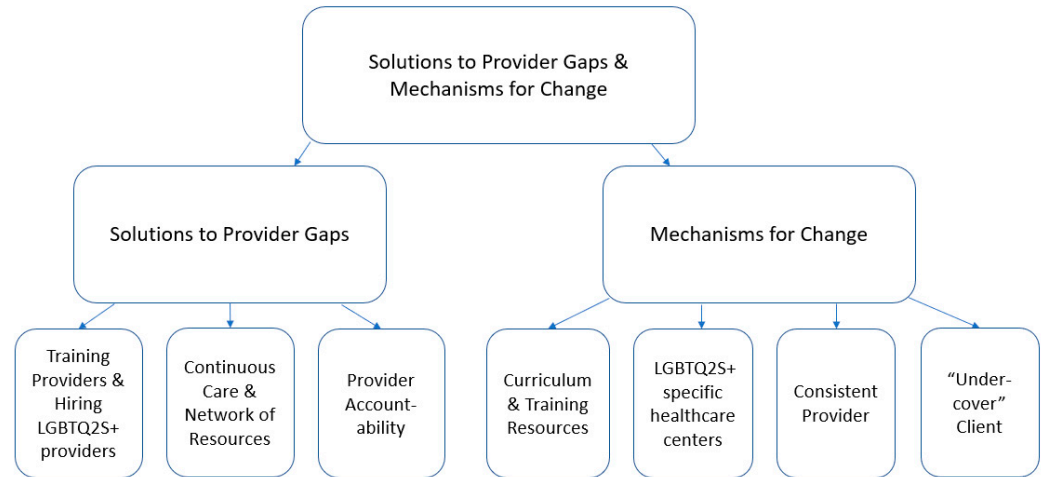 Solutions to Provider Gaps &
Mechanisms for Change
Solutions to Provider Gaps
Mechanisms for Change
Training
Providers &
Hiring
LGBTQ2S+
providers
Continuous
Care &
Network of
Resources
Provider
Account-
ability
Curriculum
& Training
Resources
LGBTQ2S+
specific
healthcare
centers
Consistent
Provider
“Under-
cover”
Client